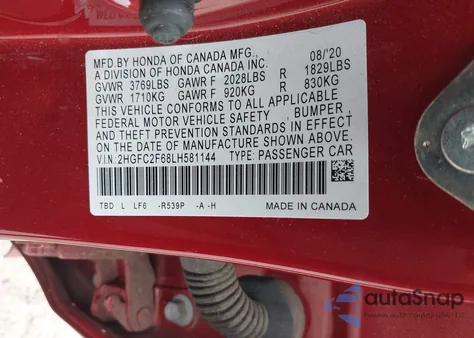 MFD.BY HONDA OF CANADA MFG., 08/'20
A DIVISION OF HONDA CANADA INC.
GVWR 3769LBS GAWR F 2028LBS R 1829LBS
GVWR 1710KG GAWR F 920KG R 830KG
THIS VEHICLE CONFORMS TO ALL APPLICABLE
FEDERAL MOTOR VEHICLE SAFETY, BUMPER,
AND THEFT PREVENTION STANDARDS IN EFFECT
ON THE DATE OF MANUFACTURE SHOWN ABOVE.
V.I.N:2HGFC2F68LH581144 TYPE: PASSENGER CAR
TBD L LF6 -R539P -A -H MADE IN CANADA
autoSnap